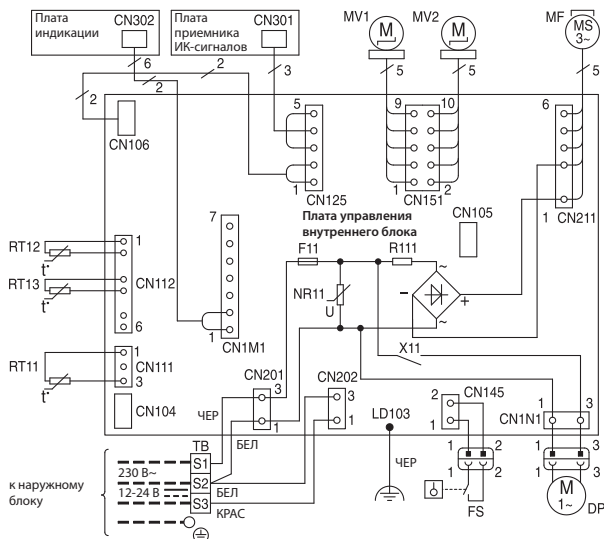 Плата индикации
CN302
Плата приемника ИК-сигналов
CN301
MV1
M
MV2
M
MF
MS
3~
6
2
2
3
5
5
5
2
CN106
5
1
CN125
9
10
1
2
CN151
6
1
CN211
Плата управления внутреннего блока
CN105
7
1
CN1M1
RT12
t°
RT13
t°
1
CN112
6
RT11
t°
1
CN111
3
CN104
F11
R111
NR11
U
~
−
+
~
X11
CN201
3
1
CN202
3
1
CN145
2
1
LD103
CN1N1
1
3
ЧЕР
БЕЛ
ЧЕР
TB
S1
S2
S3
к наружному блоку
230 В~
12-24 В
БЕЛ
КРАС
1
2
1
2
FS
1
3
1
3
M
1~
DP